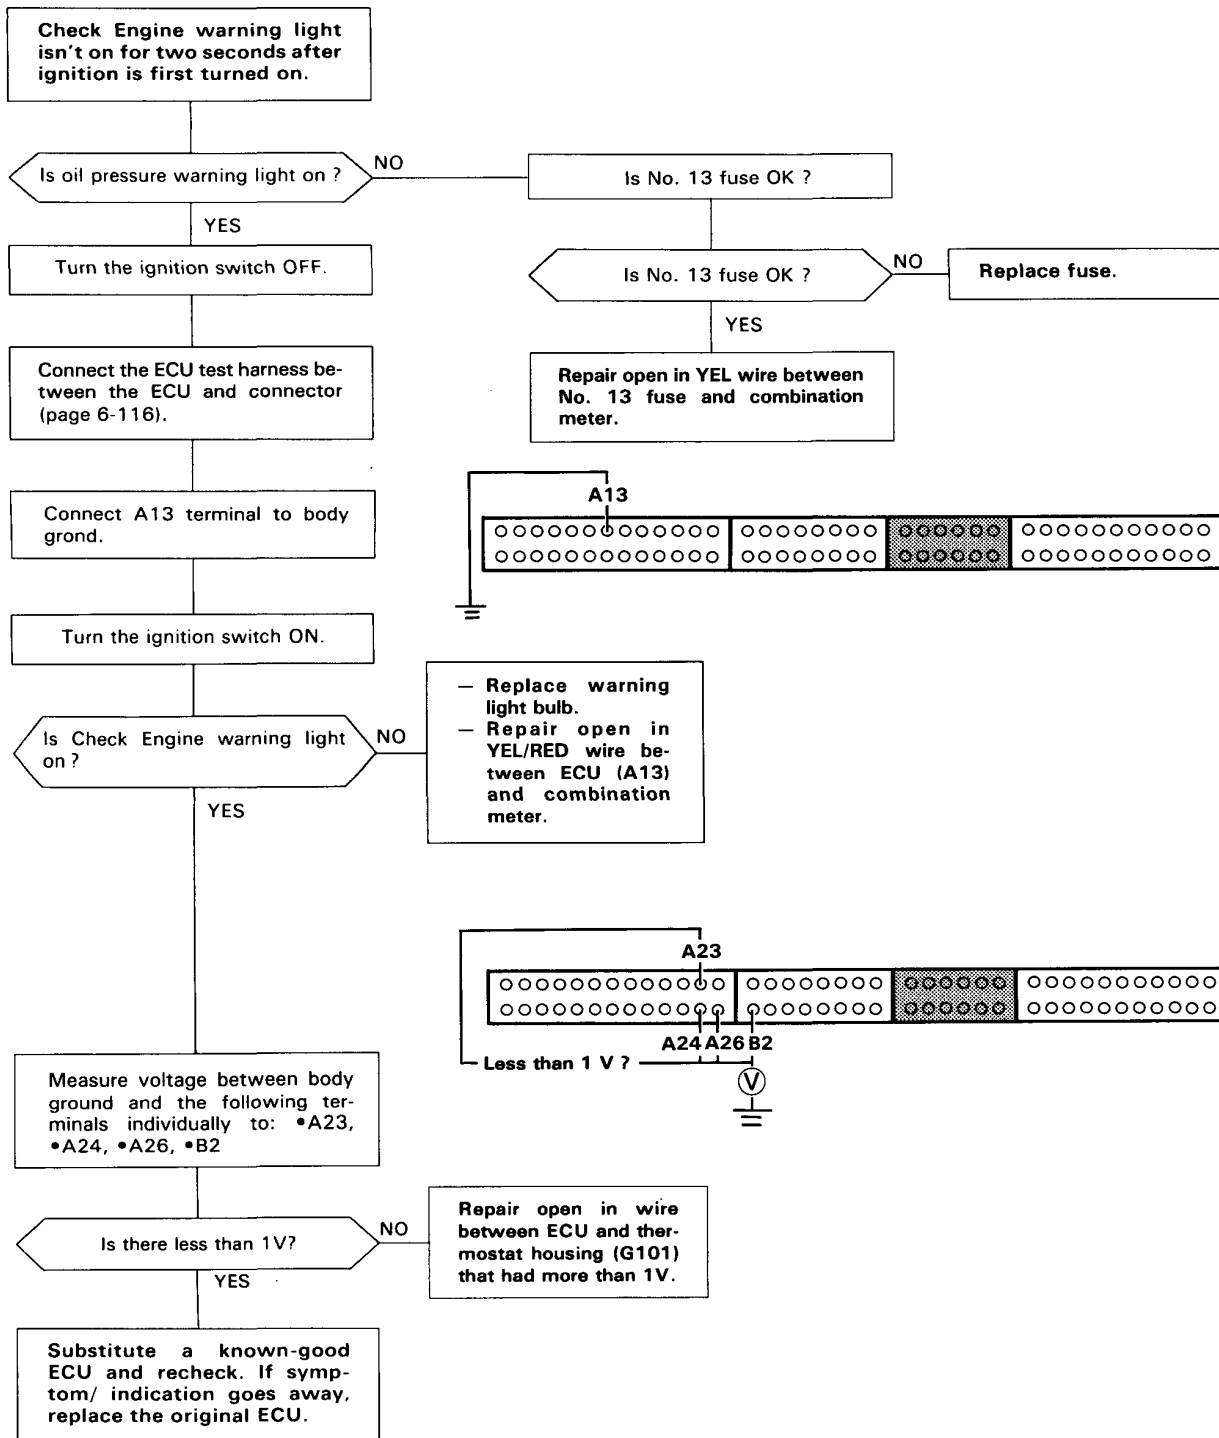 Check Engine warning light
isn't on for two seconds after
ignition is first turned on.
Is oil pressure warning light on ?
NO
Is No. 13 fuse OK ?
YES
Turn the ignition switch OFF.
Is No. 13 fuse OK ?
NO
Replace fuse.
YES
Connect the ECU test harness be-
tween the ECU and connector
(page 6-116).
Repair open in YEL wire between
No. 13 fuse and combination
meter.
Connect A13 terminal to body
grond.
A13
Turn the ignition switch ON.
Is Check Engine warning light
on ?
NO
— Replace warning
light bulb.
— Repair open in
YEL/RED wire be-
tween ECU (A13)
and combination
meter.
YES
A23
A24 A26 B2
Less than 1 V ?
V
Measure voltage between body
ground and the following ter-
minals individually to: •A23,
•A24, •A26, •B2
Is there less than 1V?
NO
Repair open in wire
between ECU and ther-
mostat housing (G101)
that had more than 1V.
YES
Substitute a known-good
ECU and recheck. If symp-
tom/ indication goes away,
replace the original ECU.